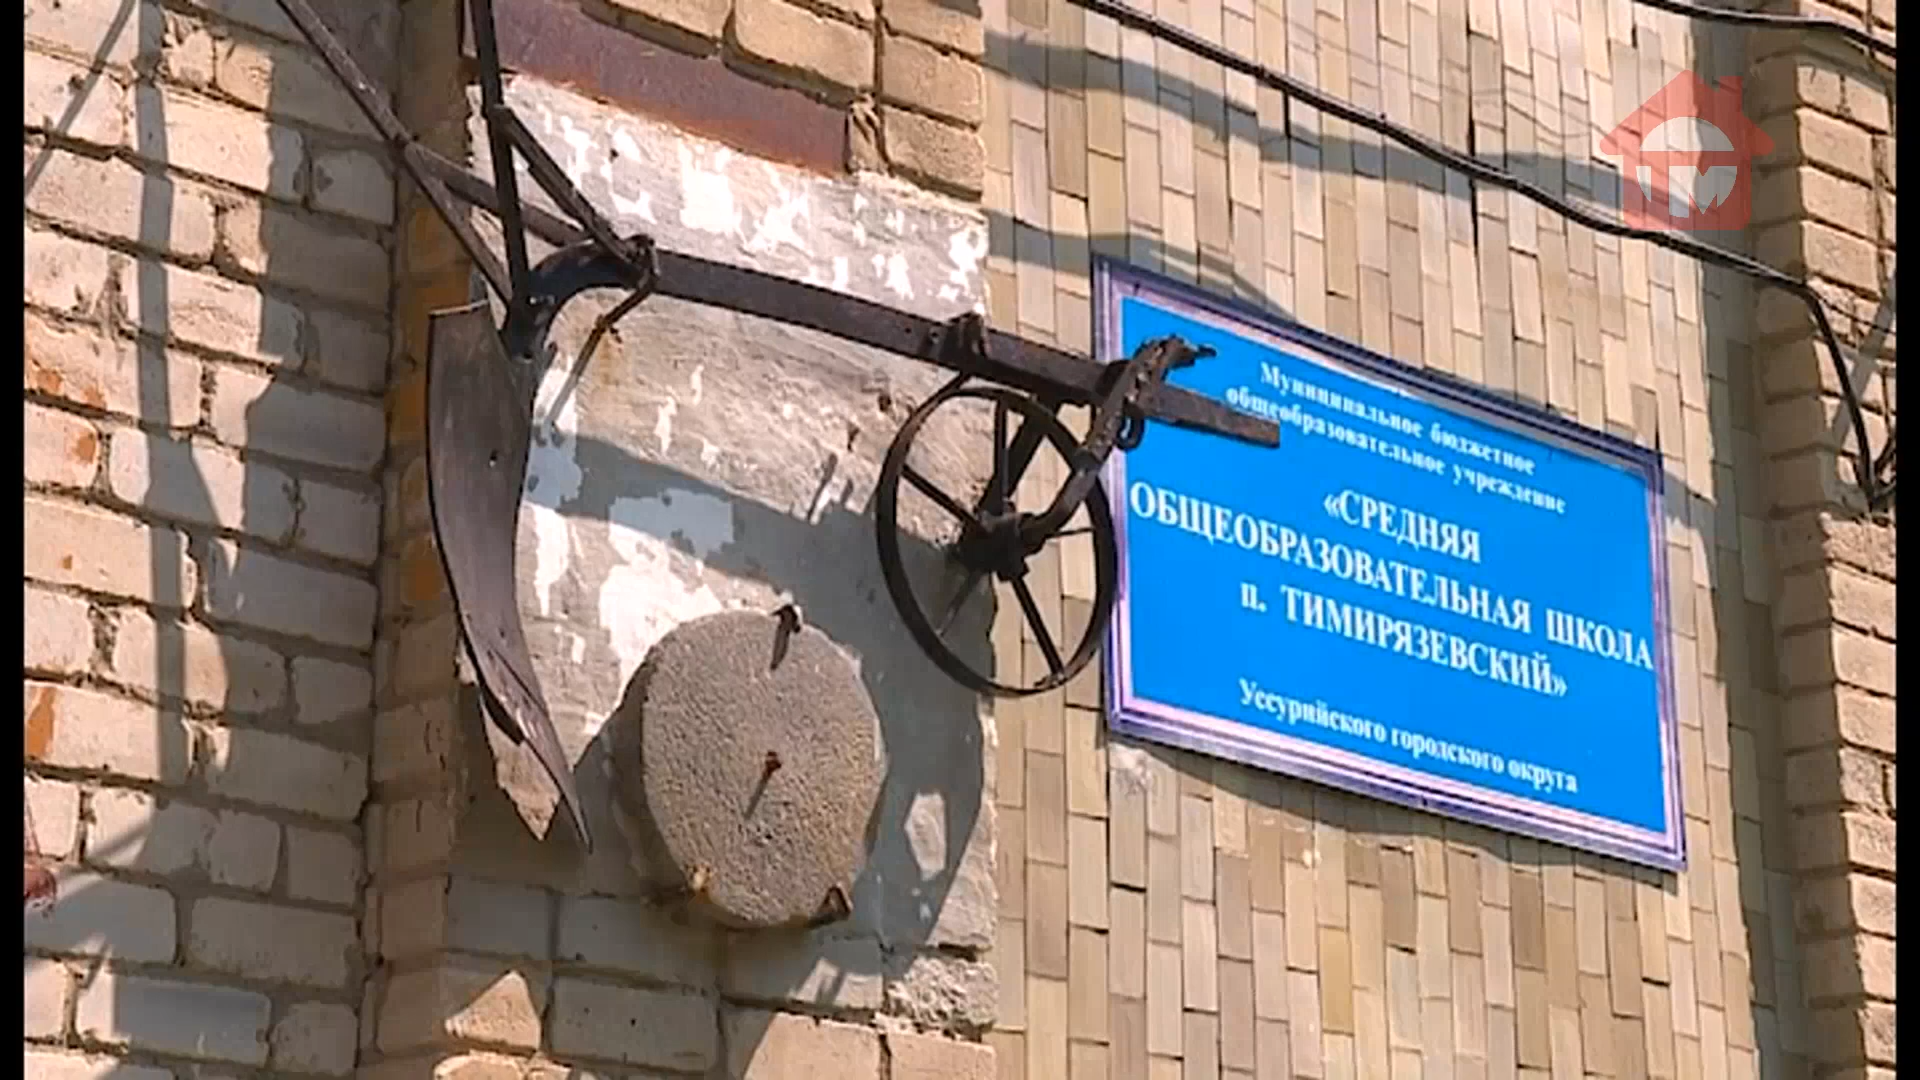 Муниципальное бюджетное
общеобразовательное учреждение
«СРЕДНЯЯ
ОБЩЕОБРАЗОВАТЕЛЬНАЯ ШКОЛА
п. ТИМИРЯЗЕВСКИЙ»
Уссурийского городского округа